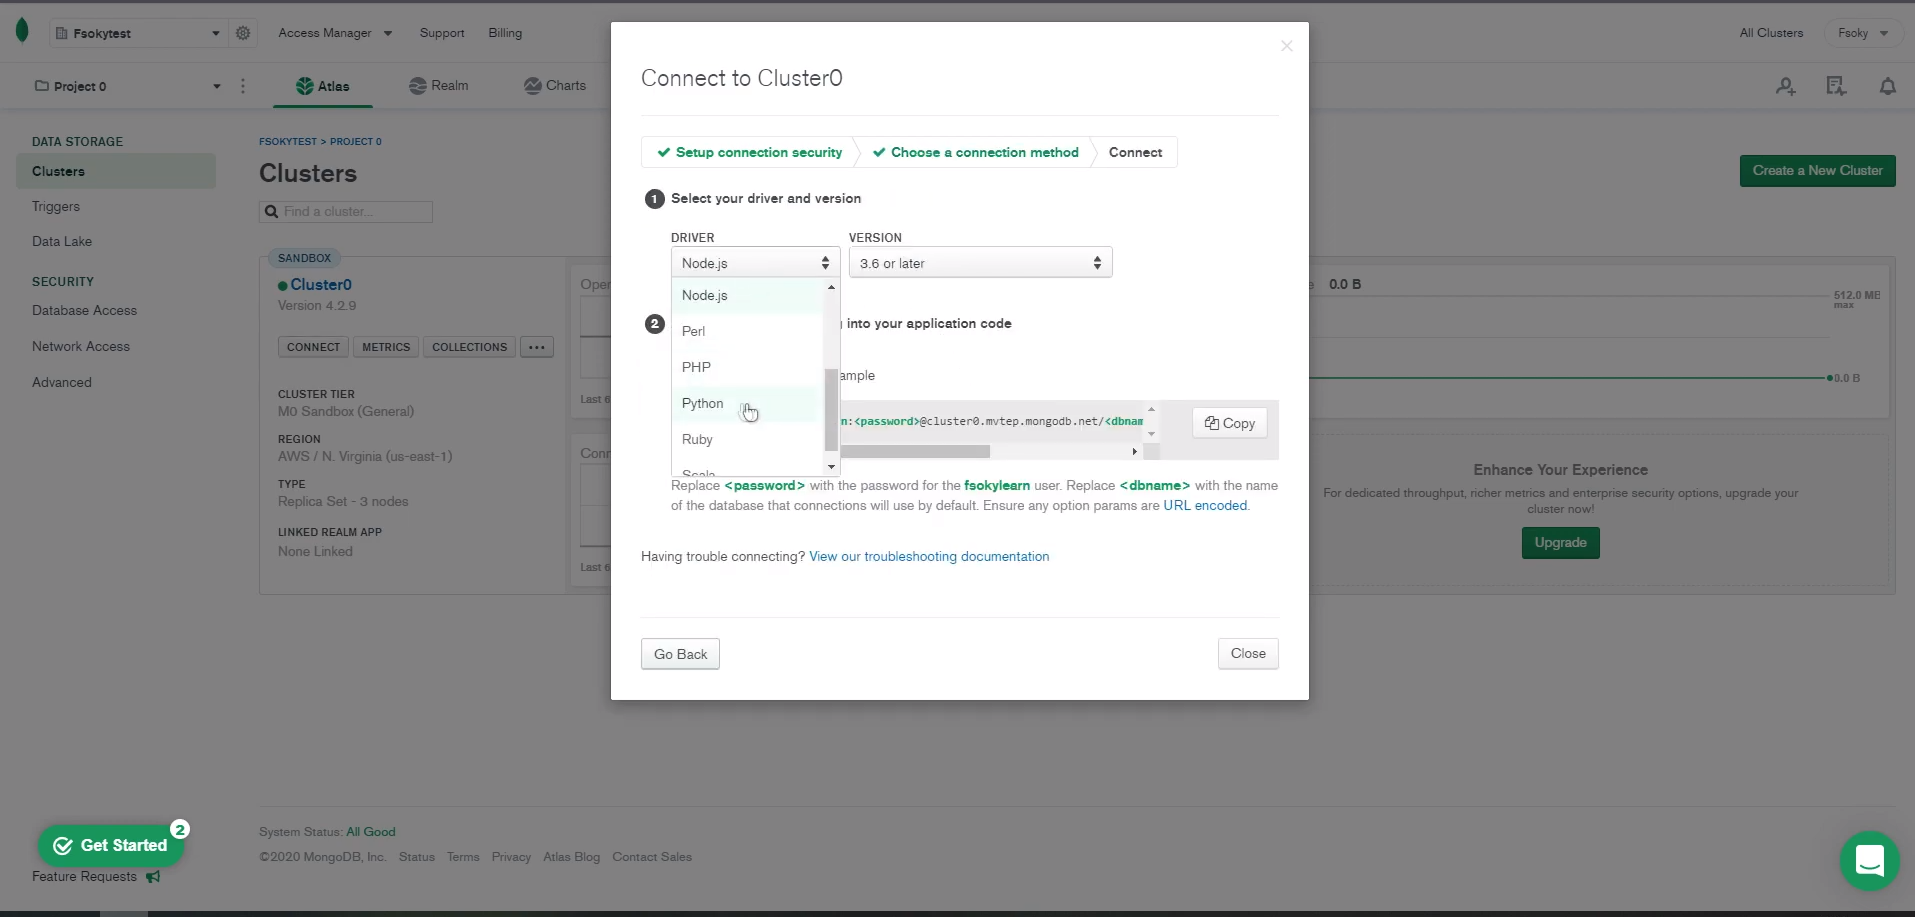 Fsokytest
Access Manager
Support
Billing
All Clusters
Fsoky
Project 0
Atlas
Realm
Charts
DATA STORAGE
Clusters
Triggers
Data Lake
SECURITY
Database Access
Network Access
Advanced
FSOKYTEST > PROJECT 0
Clusters
Find a cluster...
Create a New Cluster
SANDBOX
Cluster0
Version 4.2.9
CONNECT
METRICS
COLLECTIONS
...
CLUSTER TIER
M0 Sandbox (General)
REGION
AWS / N. Virginia (us-east-1)
TYPE
Replica Set - 3 nodes
LINKED REALM APP
None Linked
Oper
Last 6
Conn
Last 6
Connect to Cluster0
Setup connection security
Choose a connection method
Connect
1 Select your driver and version
DRIVER
VERSION
Node.js
3.6 or later
Node.js
Perl
PHP
Python
Ruby
Scala
2
into your application code
ample
n:<password>@cluster0.mvtep.mongodb.net/<dbnam
Copy
Replace <password> with the password for the fsokylearn user. Replace <dbname> with the name
of the database that connections will use by default. Ensure any option params are URL encoded.
Having trouble connecting? View our troubleshooting documentation
Go Back
Close
0.0 B
512.0 MB
max
0.0 B
Enhance Your Experience
For dedicated throughput, richer metrics and enterprise security options, upgrade your
cluster now!
Upgrade
Get Started
2
Feature Requests
System Status: All Good
©2020 MongoDB, Inc.
Status
Terms
Privacy
Atlas Blog
Contact Sales